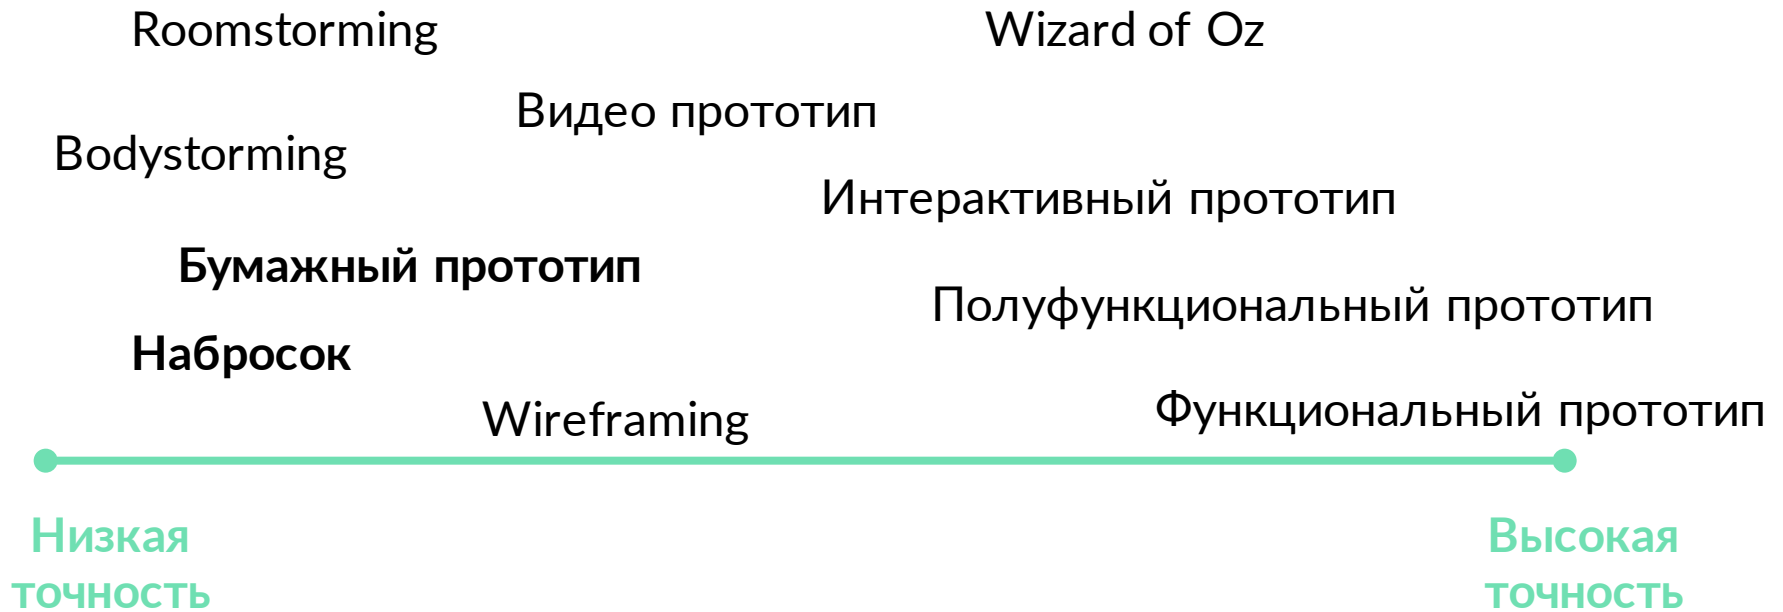 Roomstorming
Wizard of Oz
Видео прототип
Bodystorming
Интерактивный прототип
Бумажный прототип
Полуфункциональный прототип
Набросок
Wireframing
Функциональный прототип
Низкая
точность
Высокая
точность